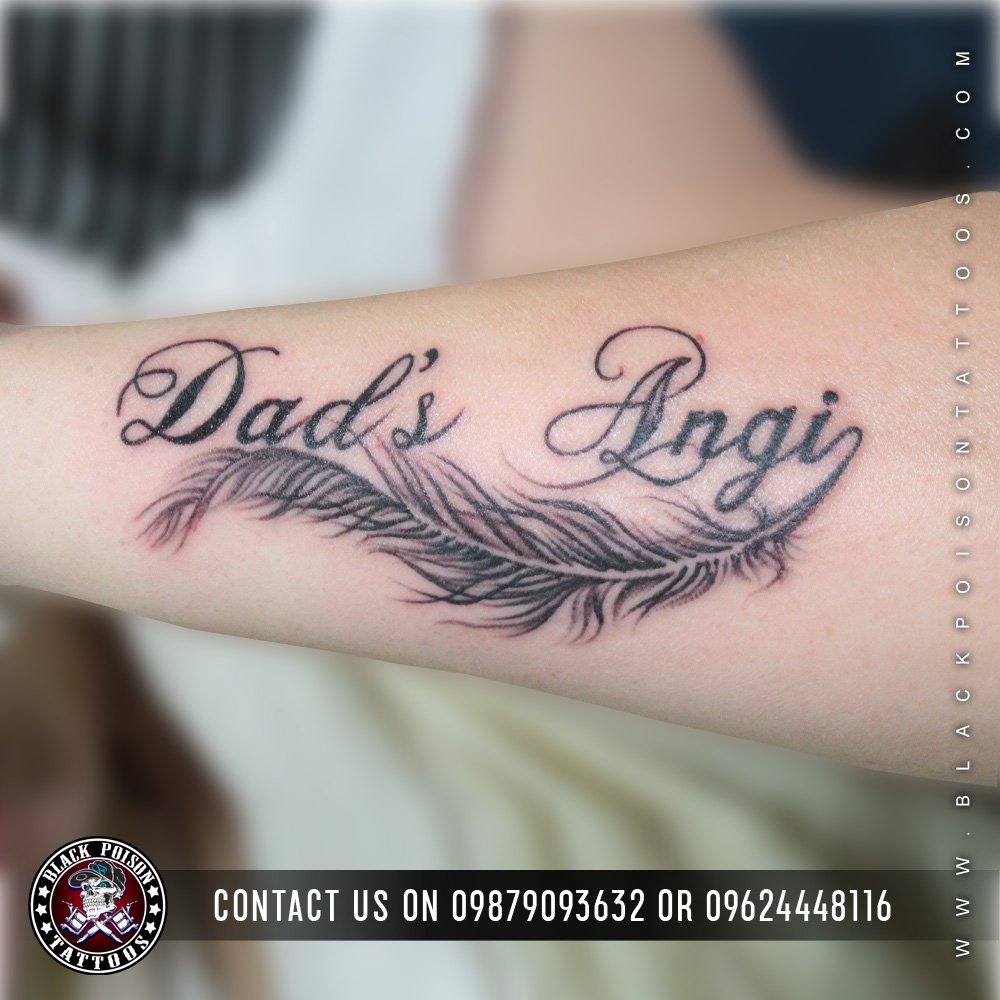 Dad's Angi
WWW.BLACKPOISONTATTOOS.COM
BLACK POISON
TATTOOS
CONTACT US ON 09879093632 OR 09624448116